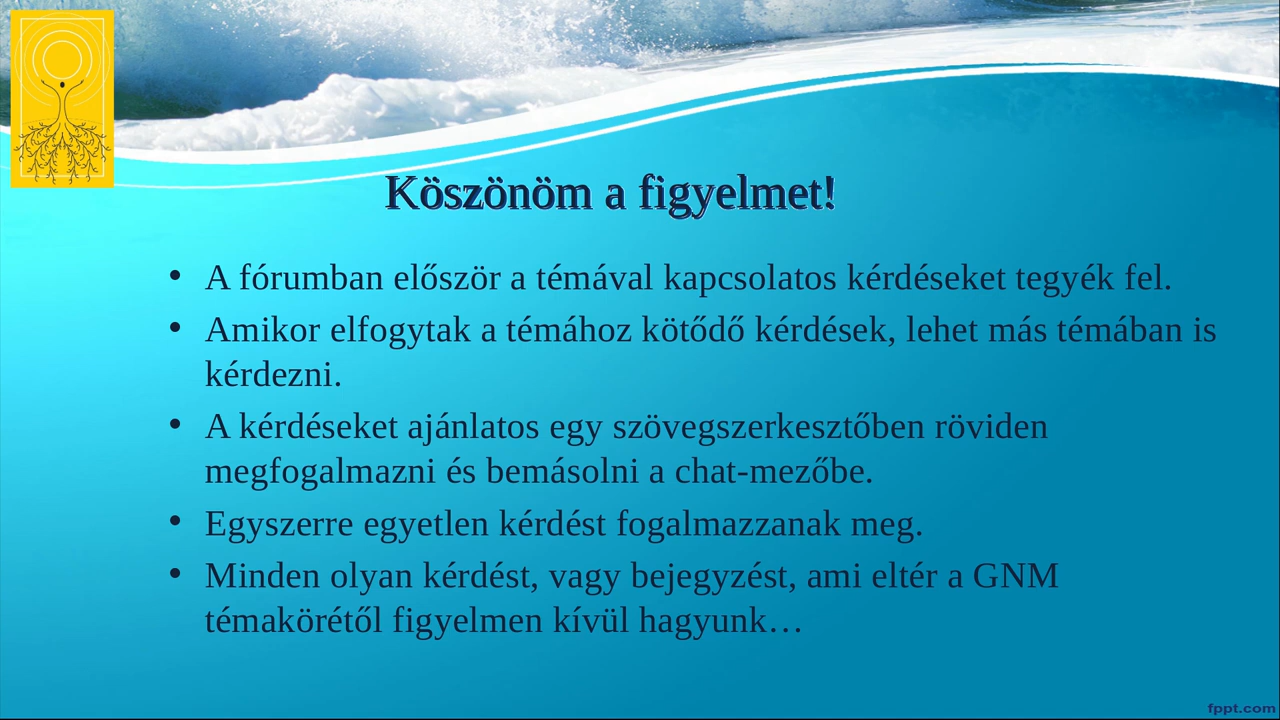 Köszönöm a figyelmet!
• A fórumban először a témával kapcsolatos kérdéseket tegyék fel.
• Amikor elfogytak a témához kötődő kérdések, lehet más témában is
kérdezni.
• A kérdéseket ajánlatos egy szövegszerkesztőben röviden
megfogalmazni és bemásolni a chat-mezőbe.
• Egyszerre egyetlen kérdést fogalmazzanak meg.
• Minden olyan kérdést, vagy bejegyzést, ami eltér a GNM
témakörétől figyelmen kívül hagyunk…
fppt.com